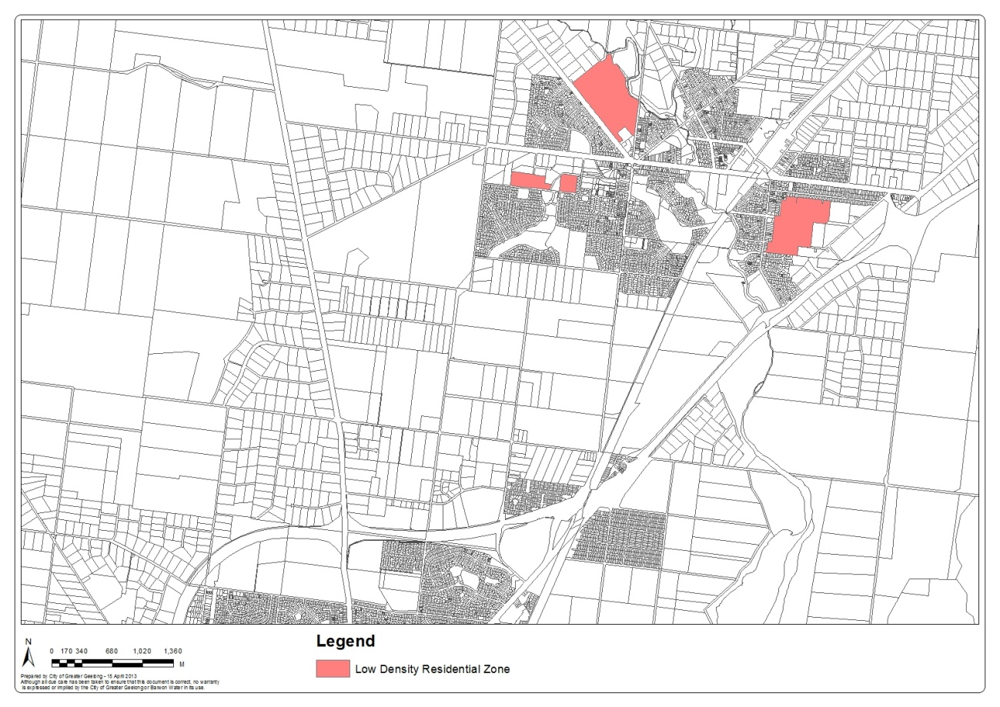 Legend
Low Density Residential Zone
N
0 170 340 680 1,020 1,360
M
Prepared by City of Greater Geelong - 15 April 2013
Although all due care has been taken to ensure that this document is correct, no warranty
is expressed or implied by the City of Greater Geelong or Barwon Water in its use.